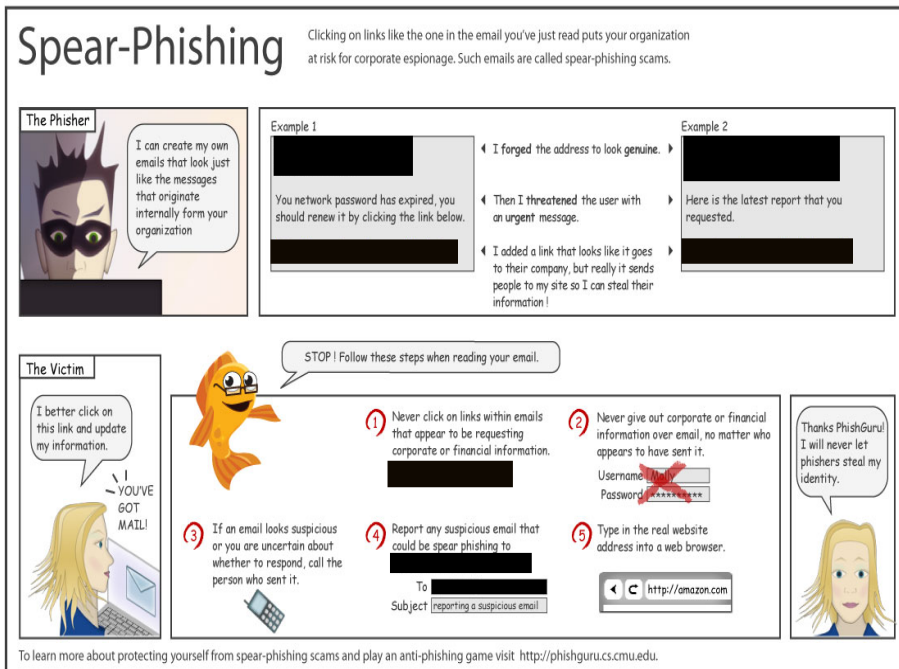 Spear-Phishing
Clicking on links like the one in the email you've just read puts your organization
at risk for corporate espionage. Such emails are called spear-phishing scams.
The Phisher
I can create my own
emails that look just
like the messages
that originate
internally form your
organization
Example 1
You network password has expired, you
should renew it by clicking the link below.
I forged the address to look genuine.
Then I threatened the user with
an urgent message.
I added a link that looks like it goes
to their company, but really it sends
people to my site so I can steal their
information !
Example 2
Here is the latest report that you
requested.
The Victim
I better click on
this link and update
my information.
YOU'VE
GOT
MAIL!
STOP ! Follow these steps when reading your email.
1
Never click on links within emails
that appear to be requesting
corporate or financial information.
2
Never give out corporate or financial
information over email, no matter who
appears to have sent it.
Username Molly
Password **********
3
If an email looks suspicious
or you are uncertain about
whether to respond, call the
person who sent it.
4
Report any suspicious email that
could be spear phishing to
To
Subject reporting a suspicious email
5
Type in the real website
address into a web browser.
http://amazon.com
Thanks PhishGuru!
I will never let
phishers steal my
identity.
To learn more about protecting yourself from spear-phishing scams and play an anti-phishing game visit http://phishguru.cs.cmu.edu.